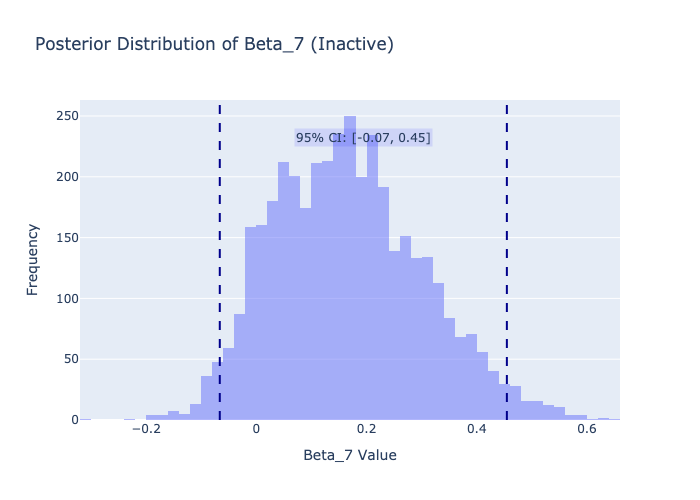 Posterior Distribution of Beta_7 (Inactive)
95% CI: [-0.07, 0.45]
250
200
150
100
50
0
Frequency
−0.2
0
0.2
0.4
0.6
Beta_7 Value